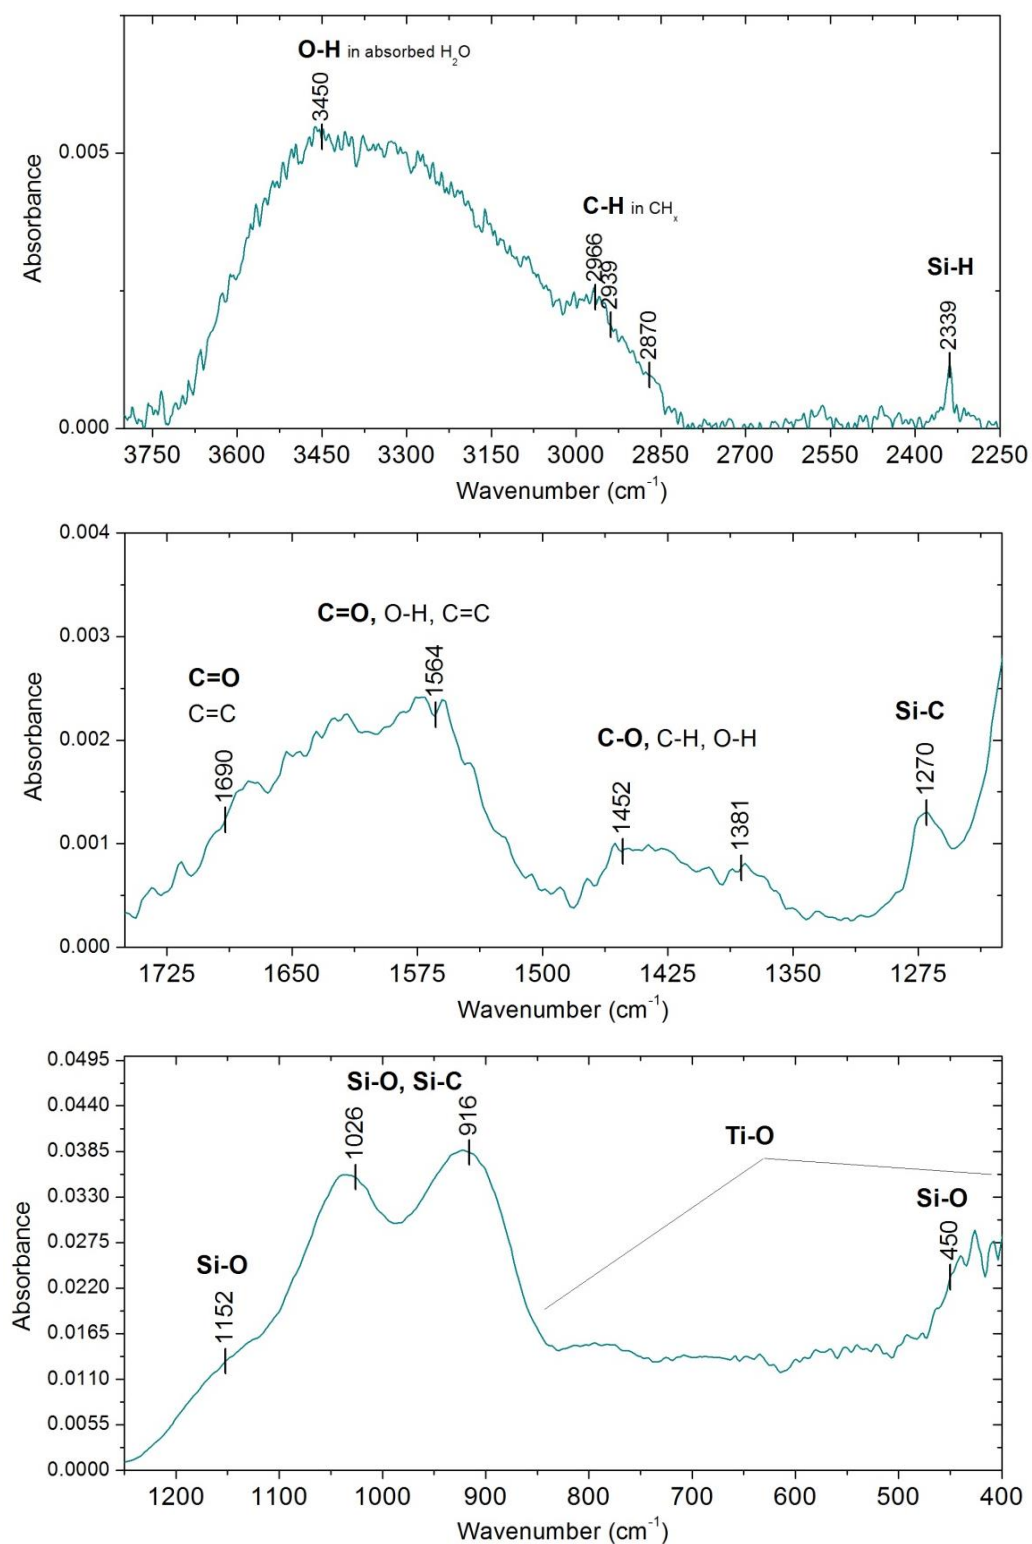 O-H in absorbed H₂O
3450
C-H in CHₓ
2966
2939
2870
Si-H
2339
Absorbance
0.005
0.000
3750 3600 3450 3300 3150 3000 2850 2700 2550 2400 2250
Wavenumber (cm⁻¹)
0.004
0.003
0.002
0.001
0.000
Absorbance
C=O, O-H, C=C
1564
C=O
C=C
1690
C-O, C-H, O-H
1452
1381
Si-C
1270
1725 1650 1575 1500 1425 1350 1275
Wavenumber (cm⁻¹)
0.0495
0.0440
0.0385
0.0330
0.0275
0.0220
0.0165
0.0110
0.0055
0.0000
Absorbance
Si-O, Si-C
1026
916
Ti-O
Si-O
450
Si-O
1152
1200 1100 1000 900 800 700 600 500 400
Wavenumber (cm⁻¹)